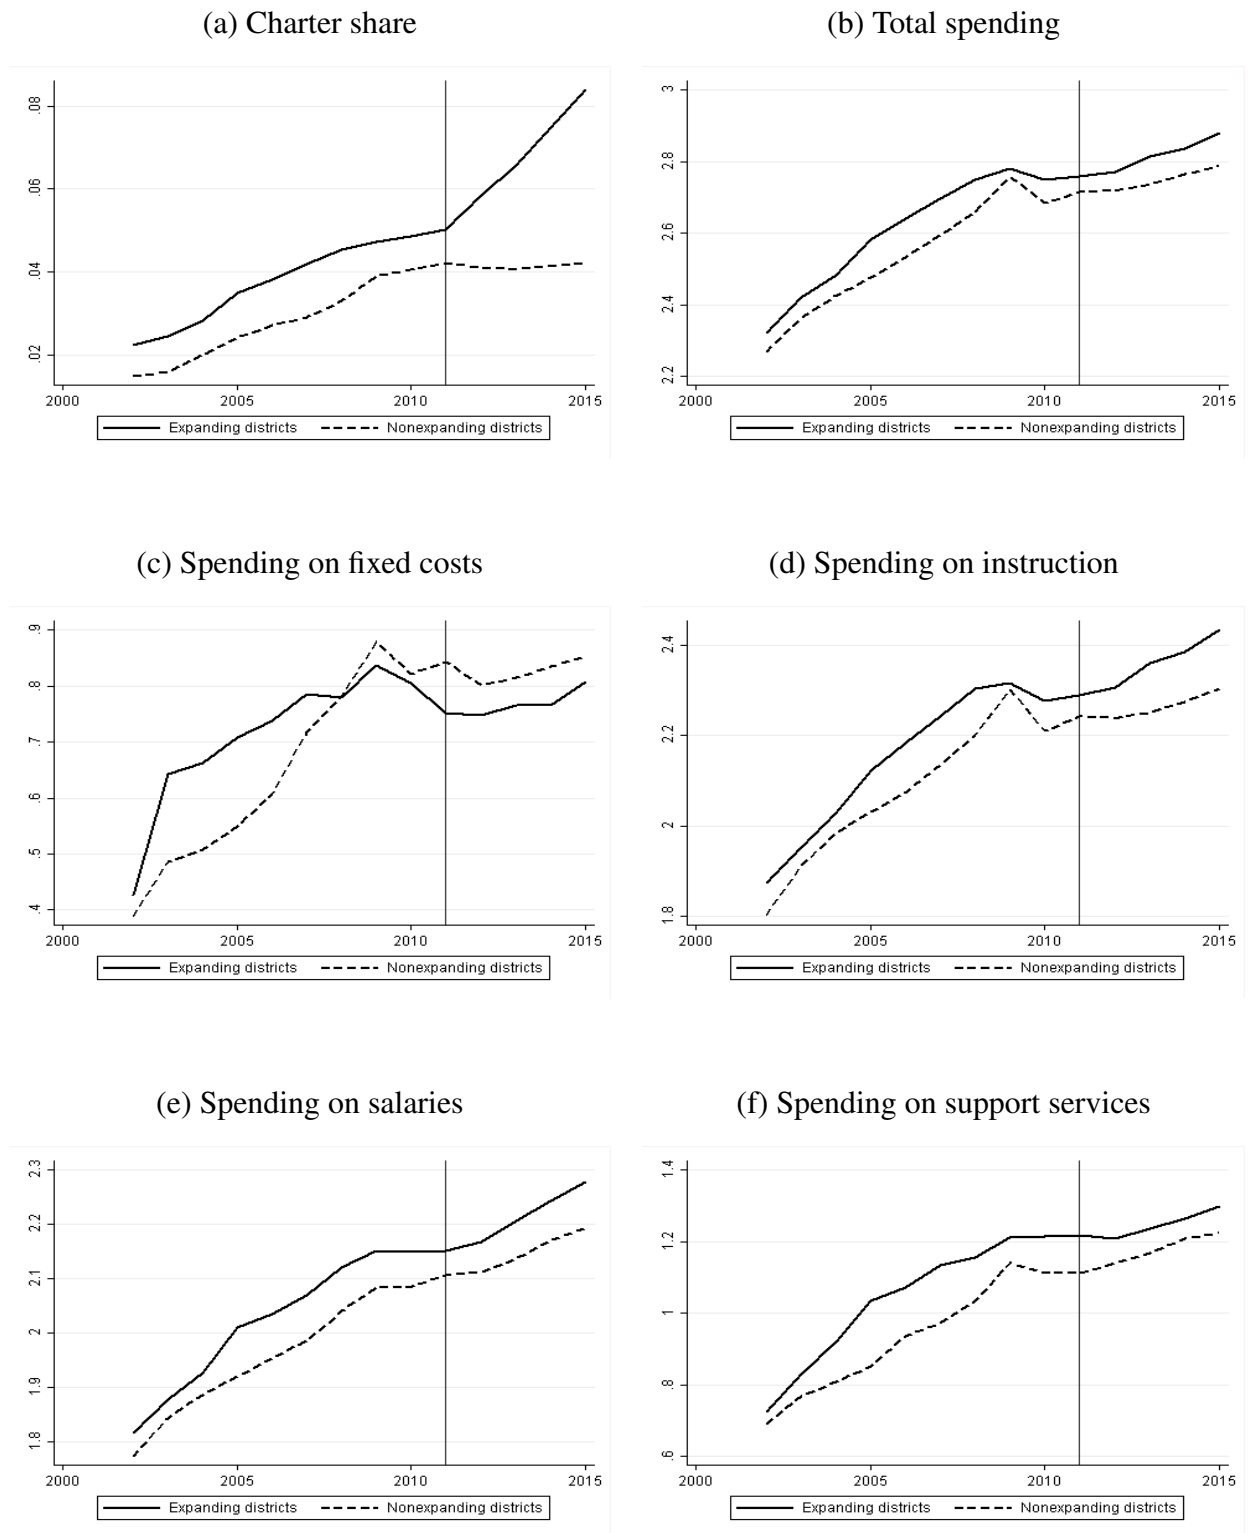 (a) Charter share
.08
.06
.04
.02
2000 2005 2010 2015
Expanding districts Nonexpanding districts
(b) Total spending
3
2.8
2.6
2.4
2.2
2000 2005 2010 2015
Expanding districts Nonexpanding districts
(c) Spending on fixed costs
.9
.8
.7
.6
.5
.4
2000 2005 2010 2015
Expanding districts Nonexpanding districts
(d) Spending on instruction
2.4
2.2
2
1.8
2000 2005 2010 2015
Expanding districts Nonexpanding districts
(e) Spending on salaries
2.3
2.2
2.1
2
1.9
1.8
2000 2005 2010 2015
Expanding districts Nonexpanding districts
(f) Spending on support services
1.4
1.2
1
.8
.6
2000 2005 2010 2015
Expanding districts Nonexpanding districts